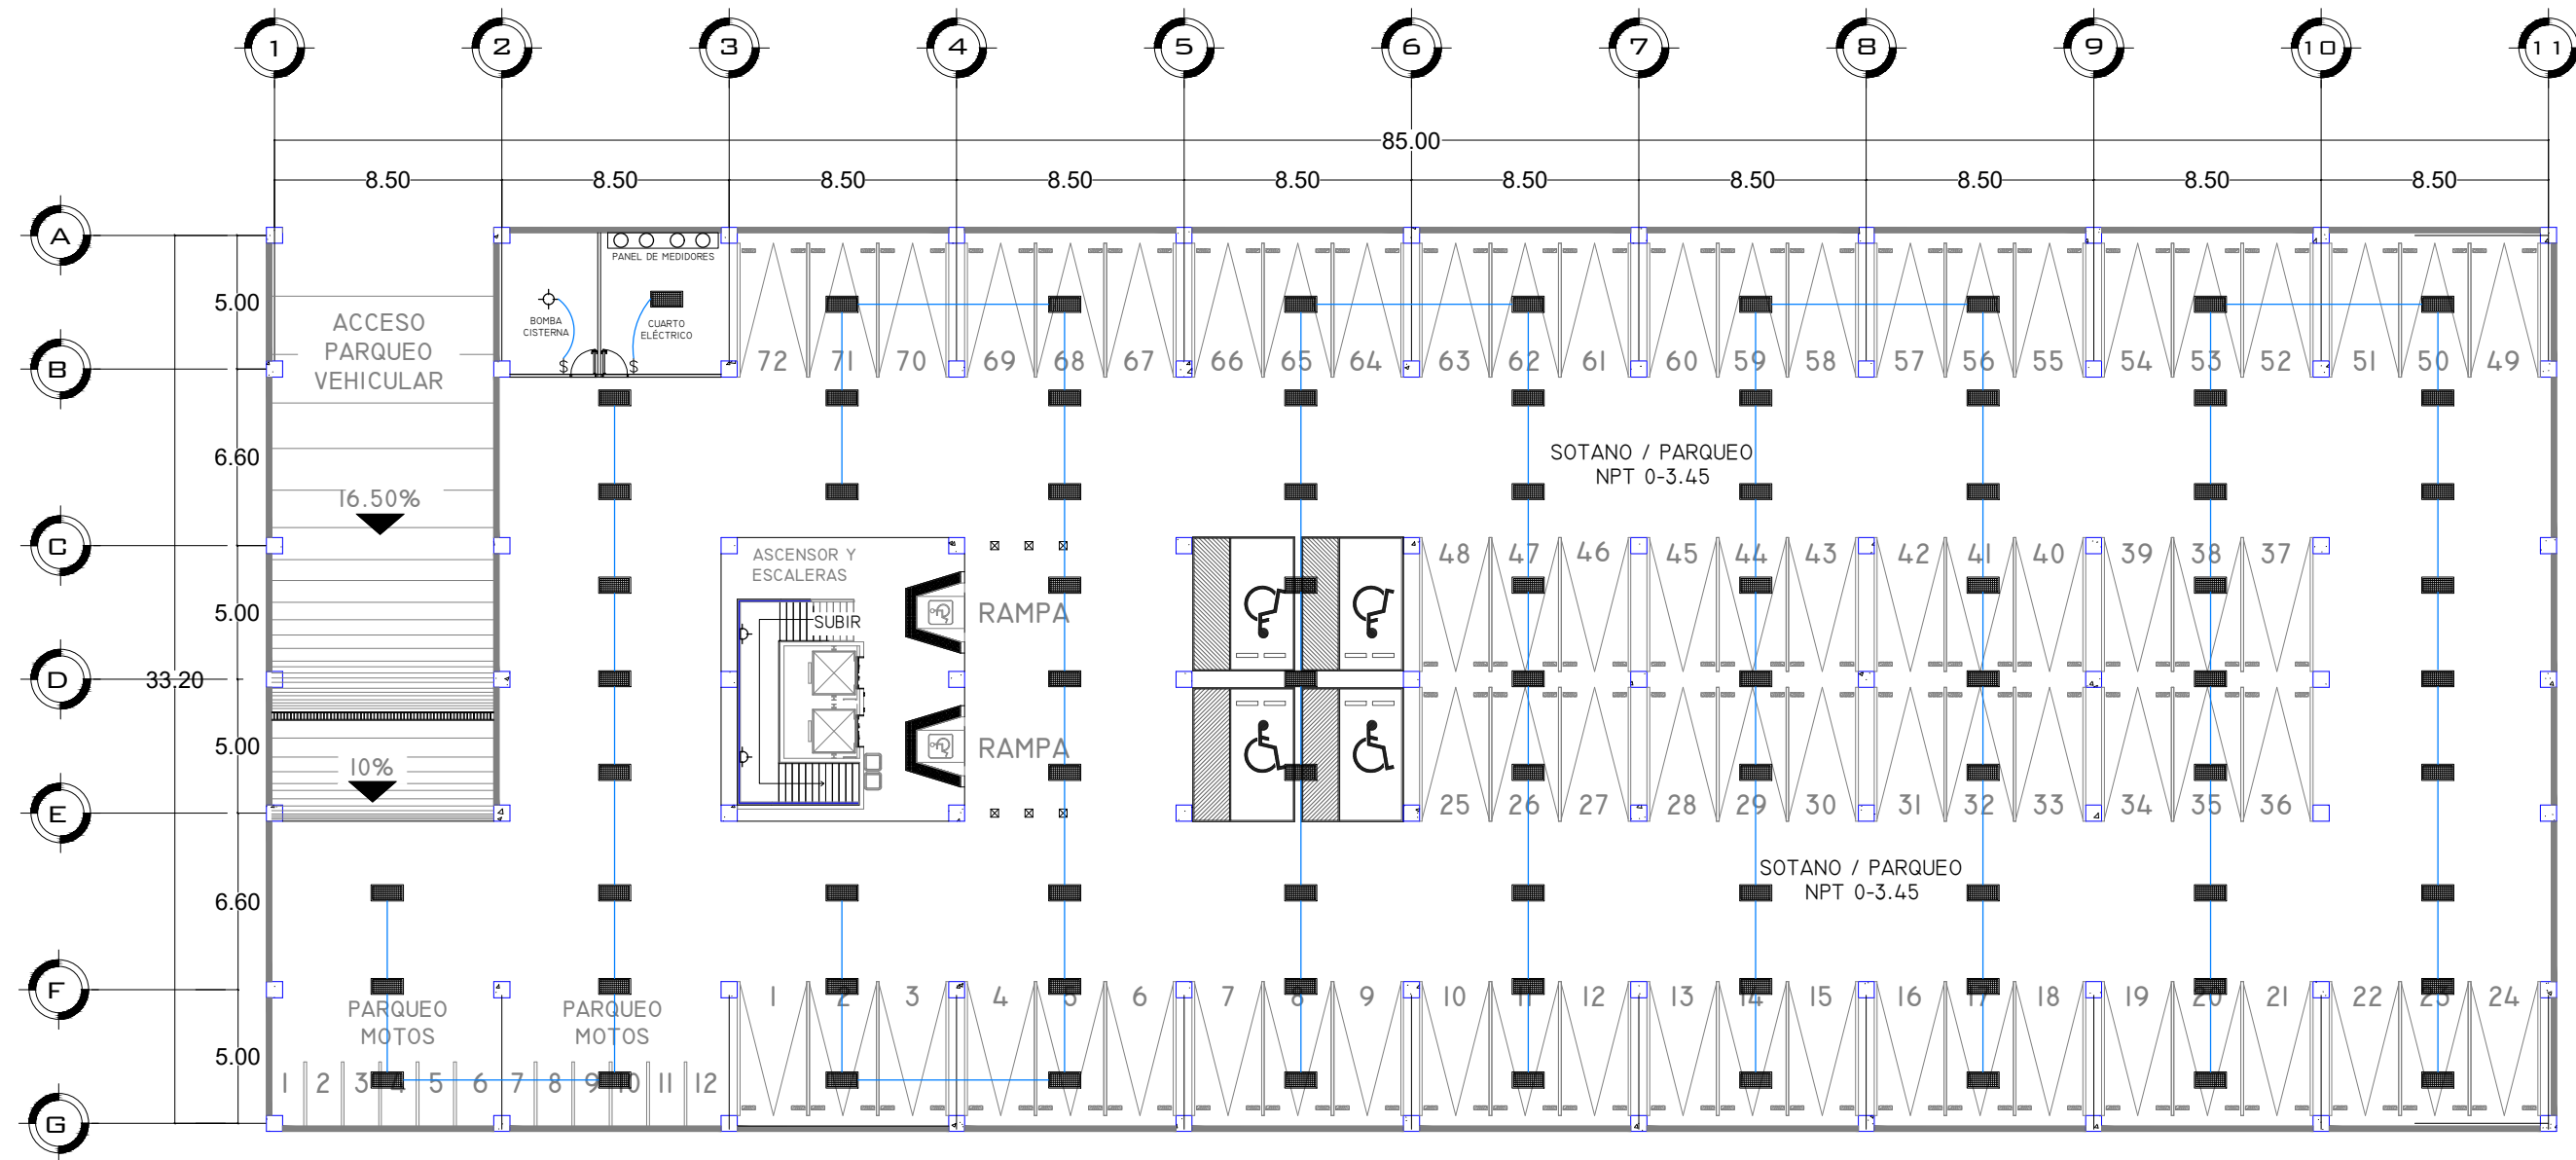 1 2 3 4 5 6 7 8 9 10 11
85.00
8.50 8.50 8.50 8.50 8.50 8.50 8.50 8.50 8.50 8.50
A
PANEL DE MEDIDORES
5.00
BOMBA
CISTERNA
CUARTO
ELÉCTRICO
S S
ACCESO
PARQUEO
VEHICULAR
72 71 70 69 68 67 66 65 64 63 62 61 60 59 58 57 56 55 54 53 52 51 50 49
B
6.60
SOTANO / PARQUEO
NPT 0-3.45
16.50%
C
ASCENSOR Y
ESCALERAS
48 47 46 45 44 43 42 41 40 39 38 37
5.00
SUBIR
RAMPA
D
33.20
5.00
RAMPA
10%
E
25 26 27 28 29 30 31 32 33 34 35 36
SOTANO / PARQUEO
NPT 0-3.45
6.60
F
1 2 3 4 5 6 7 8 9 10 11 12 13 14 15 16 17 18 19 20 21 22 23 24
PARQUEO
MOTOS
PARQUEO
MOTOS
5.00
1 2 3 4 5 6 7 8 9 10 11 12
G